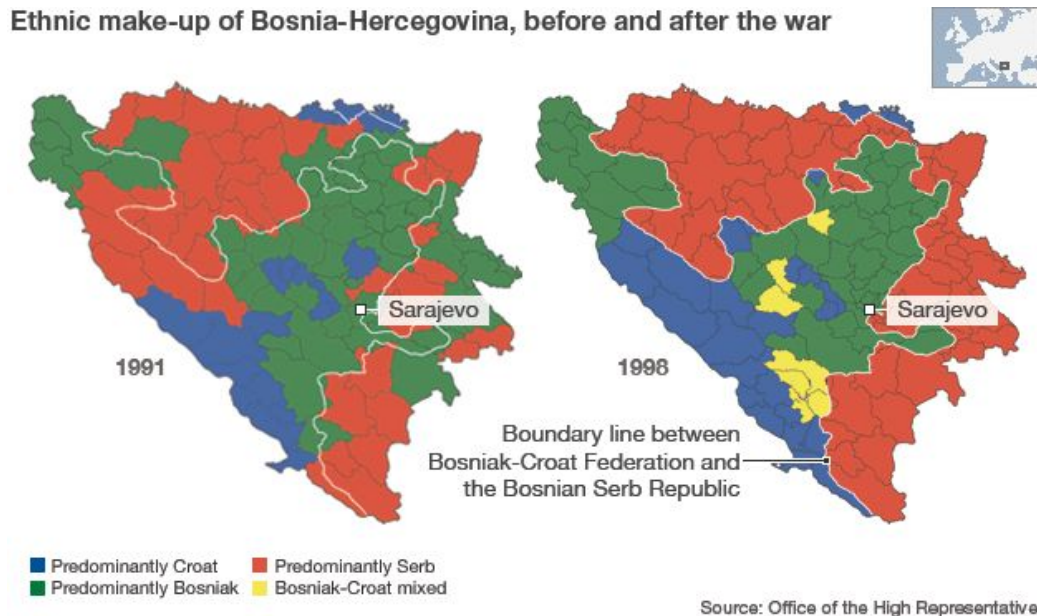 Ethnic make-up of Bosnia-Hercegovina, before and after the war
Sarajevo
1991
Sarajevo
1998
Boundary line between
Bosniak-Croat Federation and
the Bosnian Serb Republic
Predominantly Croat
Predominantly Serb
Predominantly Bosniak
Bosniak-Croat mixed
Source: Office of the High Representative